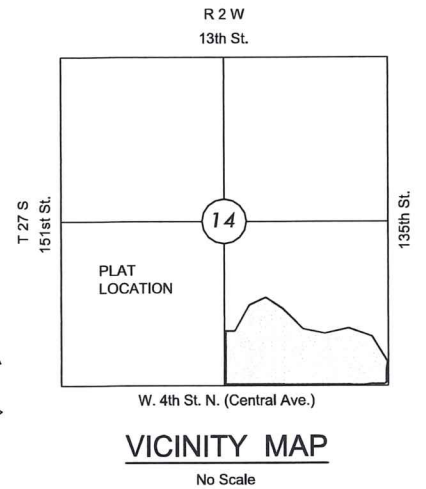 R 2 W
13th St.
T 27 S
151st St.
14
135th St.
PLAT
LOCATION
W. 4th St. N. (Central Ave.)
VICINITY MAP
No Scale